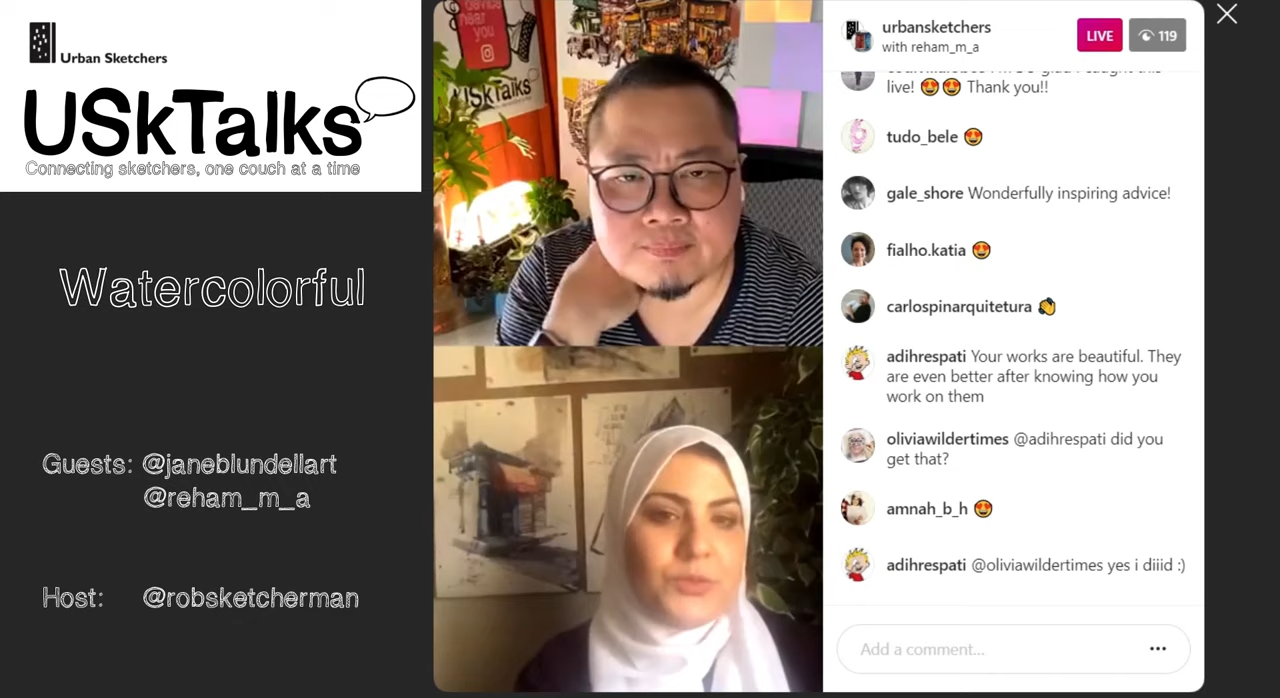 Urban Sketchers
USkTalks
Connecting sketchers, one couch at a time
Watercolorful
Guests: @janeblundellart
@reham_m_a
Host: @robsketcherman
device
near
you
USkTalks
urbansketchers
with reham_m_a
LIVE
119
live! 😍😍 Thank you!!
tudo_bele 😍
gale_shore Wonderfully inspiring advice!
fialho.katia 😍
carlospinarquitetura 👏
adihrespati Your works are beautiful. They
are even better after knowing how you
work on them
oliviawildertimes @adihrespati did you
get that?
amnah_b_h 😍
adihrespati @oliviawildertimes yes i diiid :)
Add a comment...